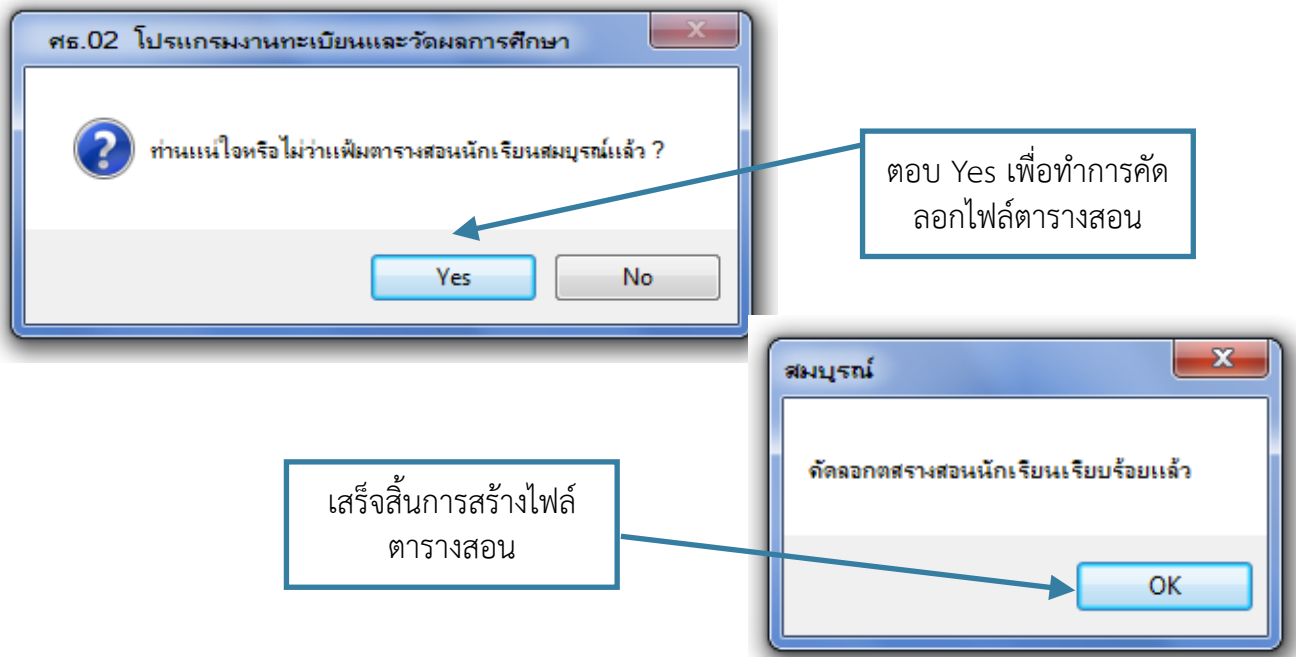 ศธ.02 โปรแกรมงานทะเบียนและวัดผลการศึกษา
ท่านแน่ใจหรือไม่ว่าแฟ้มตารางสอนนักเรียนสมบูรณ์แล้ว ?
Yes
No
ตอบ Yes เพื่อทำการคัด
ลอกไฟล์ตารางสอน
สมบูรณ์
คัดลอกตสรางสอนนักเรียนเรียบร้อยแล้ว
OK
เสร็จสิ้นการสร้างไฟล์
ตารางสอน